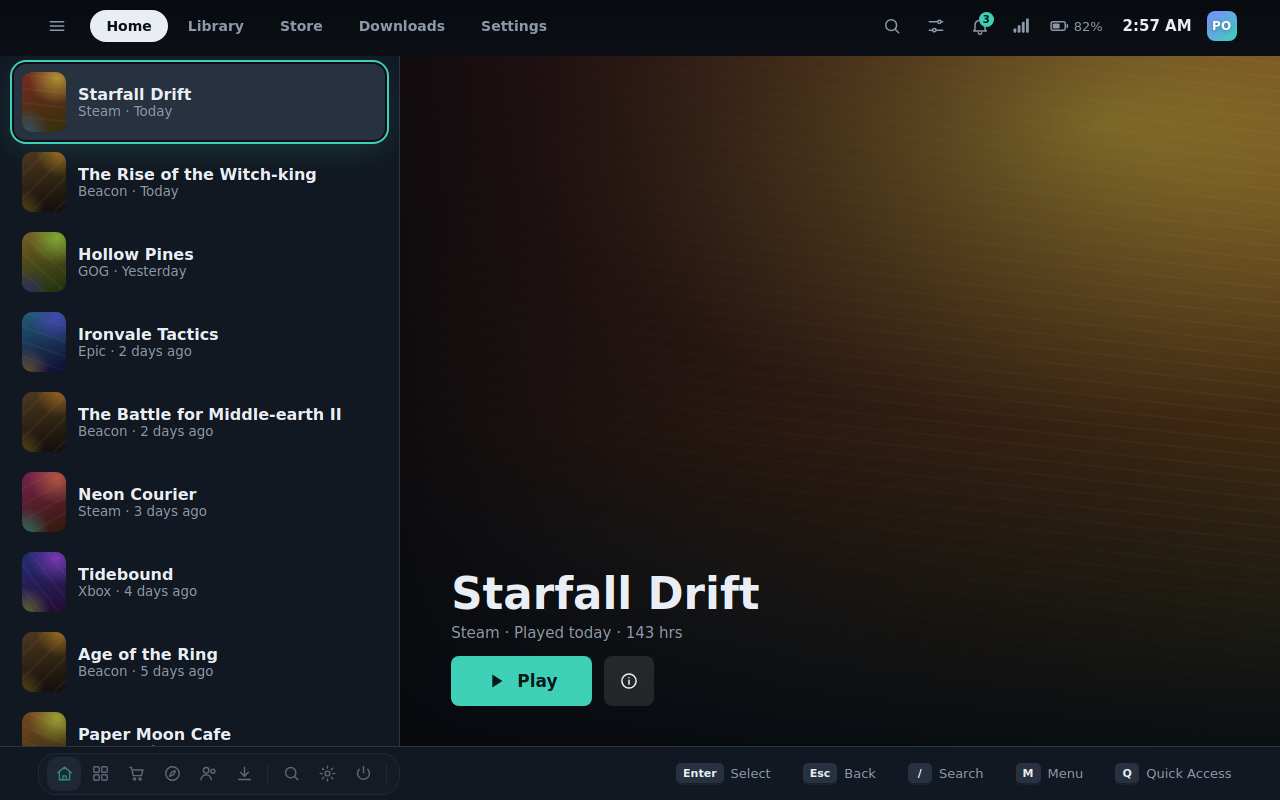 Home
Library
Store
Downloads
Settings
3
82%
2:57 AM
PO
Starfall Drift
Steam · Today
The Rise of the Witch-king
Beacon · Today
Hollow Pines
GOG · Yesterday
Ironvale Tactics
Epic · 2 days ago
The Battle for Middle-earth II
Beacon · 2 days ago
Neon Courier
Steam · 3 days ago
Tidebound
Xbox · 4 days ago
Age of the Ring
Beacon · 5 days ago
Paper Moon Cafe
Starfall Drift
Steam · Played today · 143 hrs
Play
Enter Select
Esc Back
/ Search
M Menu
Q Quick Access